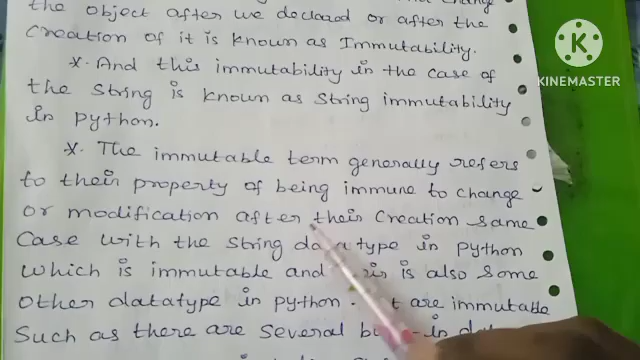 the object after we declared or after the
Creation of it is known as Immutability.
*. And this immutability in the case of
the String is known as String immutability
in python.
*. The immutable term generally refers
to their property of being immune to change
or modification after their Creation same
Case with the string datatype in python
which is immutable and is also some
Other datatype in python. are immutable
Such as there are several in
KINEMASTER